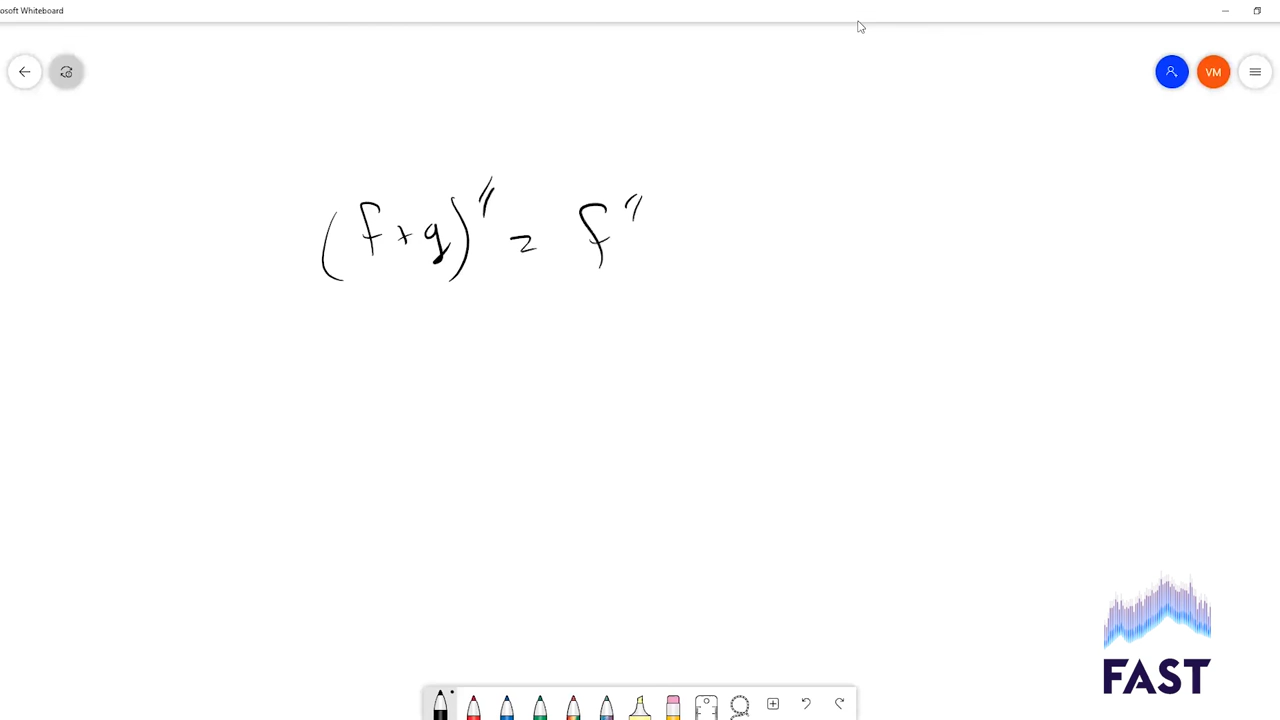 osoft Whiteboard
VM
(f+g)" = f"
FAST